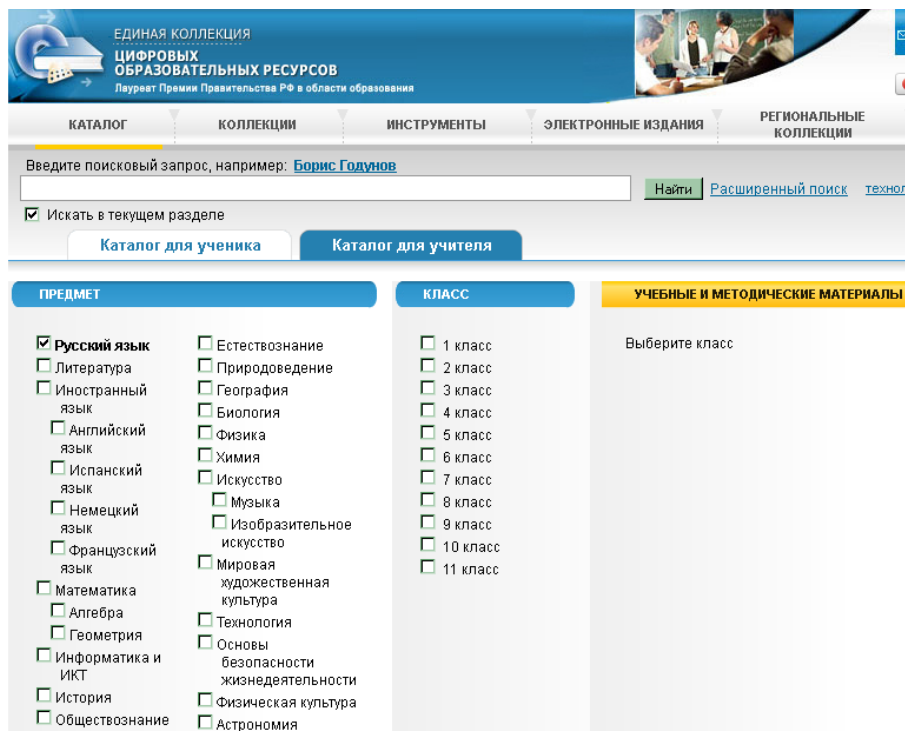 ЕДИНАЯ КОЛЛЕКЦИЯ
ЦИФРОВЫХ
ОБРАЗОВАТЕЛЬНЫХ РЕСУРСОВ
Лауреат Премии Правительства РФ в области образования
КАТАЛОГ
КОЛЛЕКЦИИ
ИНСТРУМЕНТЫ
ЭЛЕКТРОННЫЕ ИЗДАНИЯ
РЕГИОНАЛЬНЫЕ
КОЛЛЕКЦИИ
Введите поисковый запрос, например: Борис Годунов
Найти Расширенный поиск
Искать в текущем разделе
Каталог для ученика
Каталог для учителя
ПРЕДМЕТ
Русский язык
Литература
Иностранный
язык
Английский
язык
Испанский
язык
Немецкий
язык
Французский
язык
Математика
Алгебра
Геометрия
Информатика и
ИКТ
История
Обществознание
Естествознание
Природоведение
География
Биология
Физика
Химия
Искусство
Музыка
Изобразительное
искусство
Мировая
художественная
культура
Технология
Основы
безопасности
жизнедеятельности
Физическая культура
Астрономия
КЛАСС
1 класс
2 класс
3 класс
4 класс
5 класс
6 класс
7 класс
8 класс
9 класс
10 класс
11 класс
УЧЕБНЫЕ И МЕТОДИЧЕСКИЕ МАТЕРИАЛЫ
Выберите класс